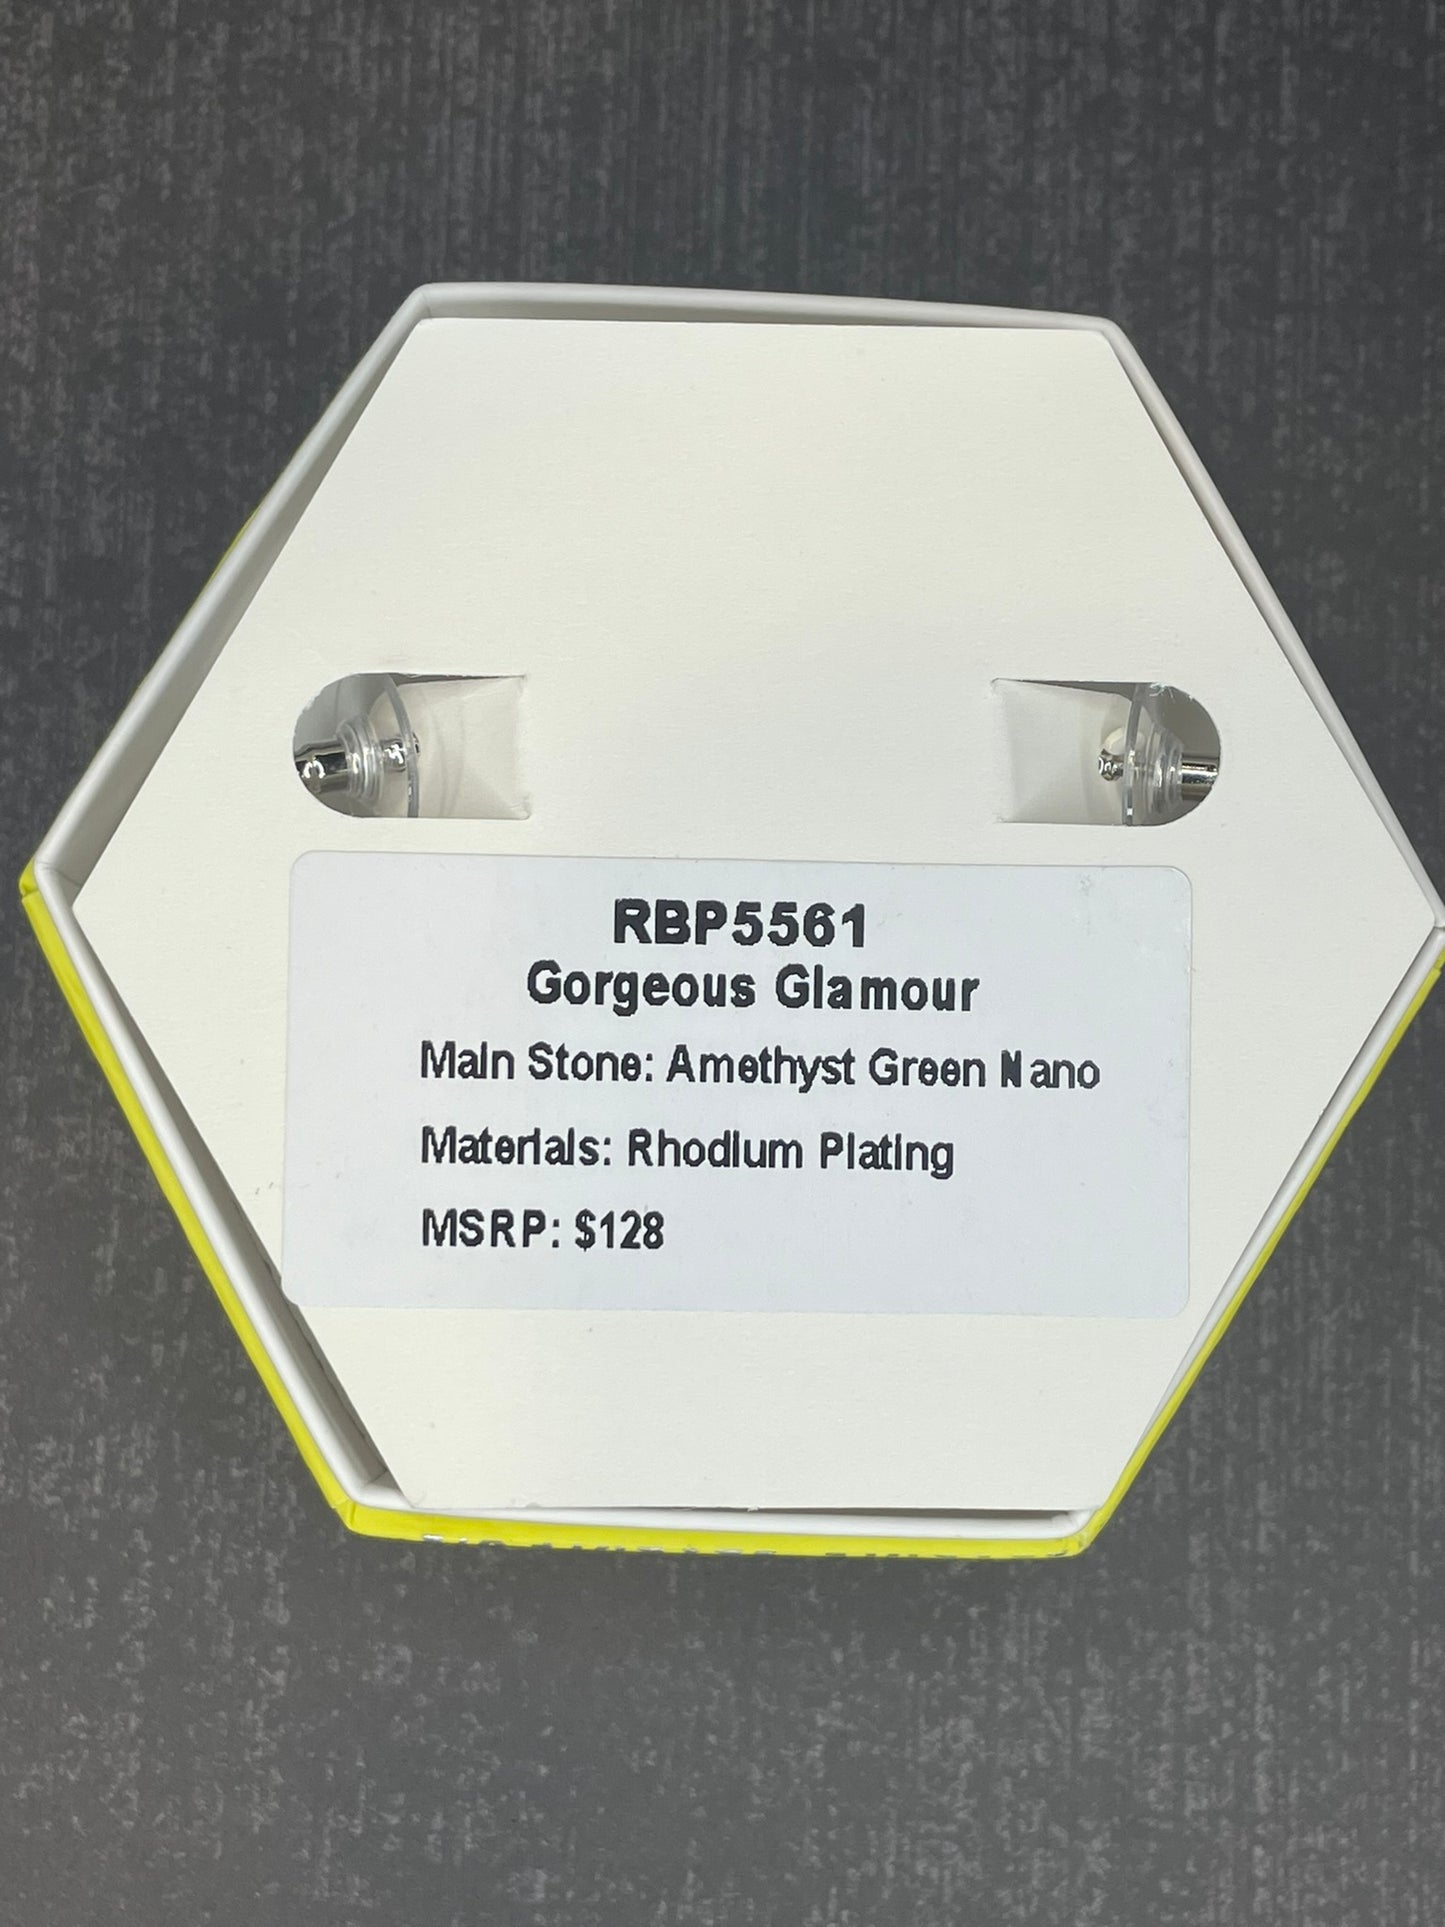 RBP5561
Gorgeous Glamour
Main Stone: Amethyst Green Nano
Materials: Rhodium Plating
MSRP: $128